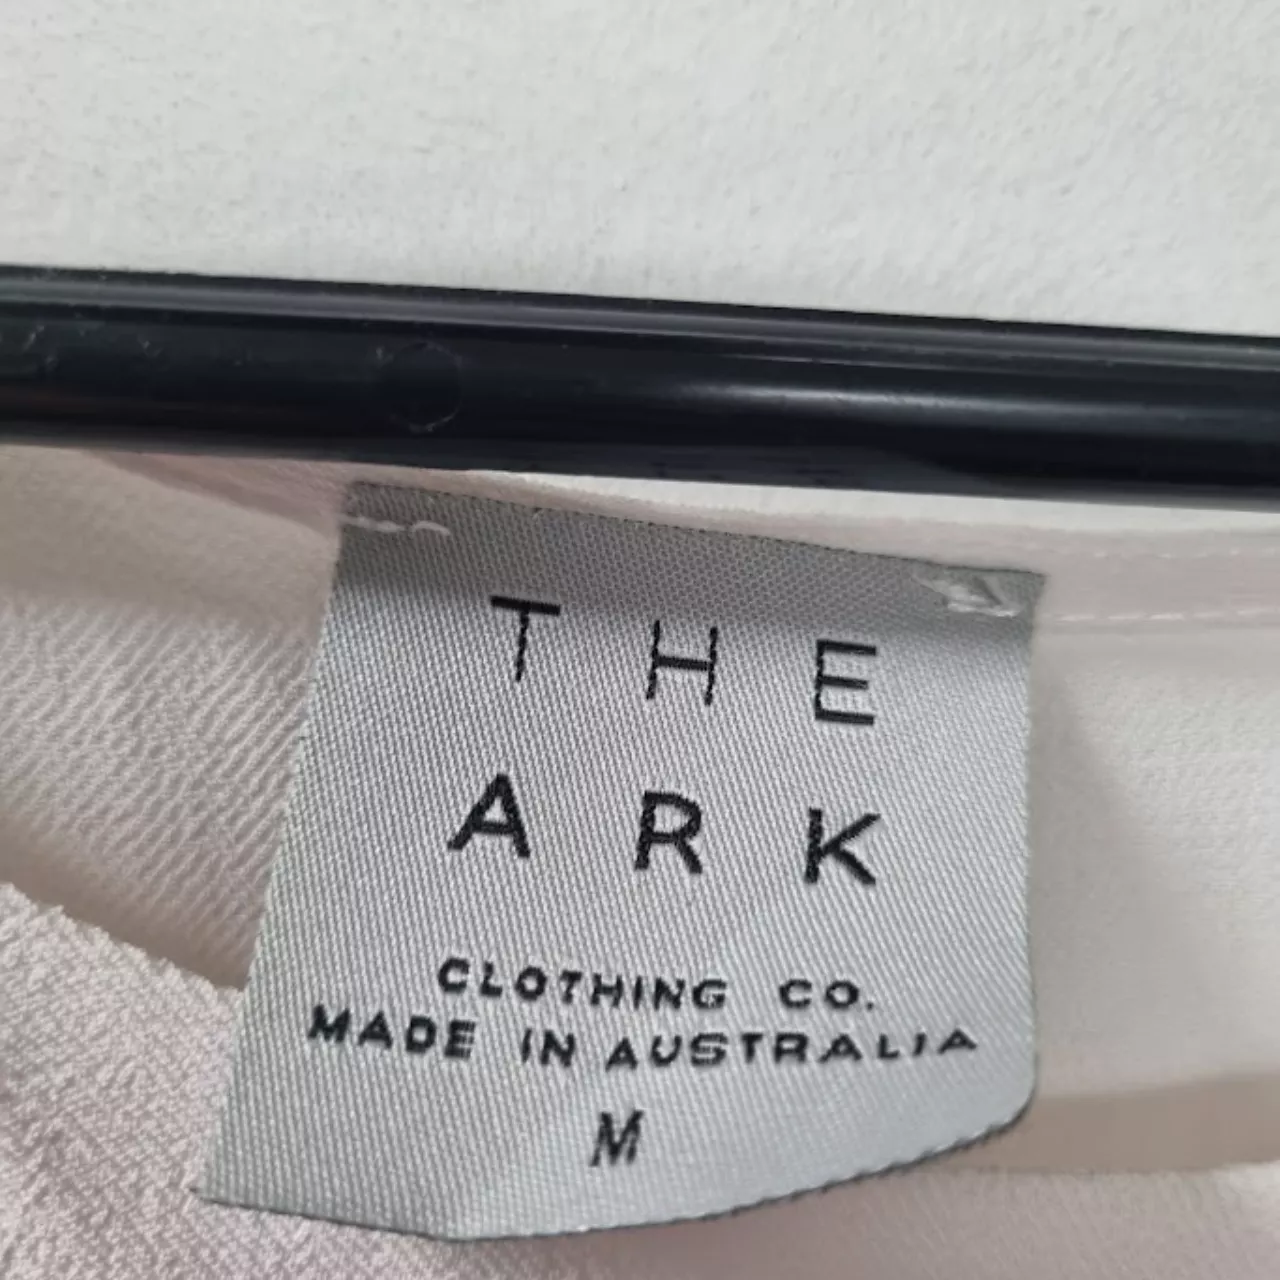 THE
ARK
CLOTHING CO.
MADE IN AUSTRALIA
M